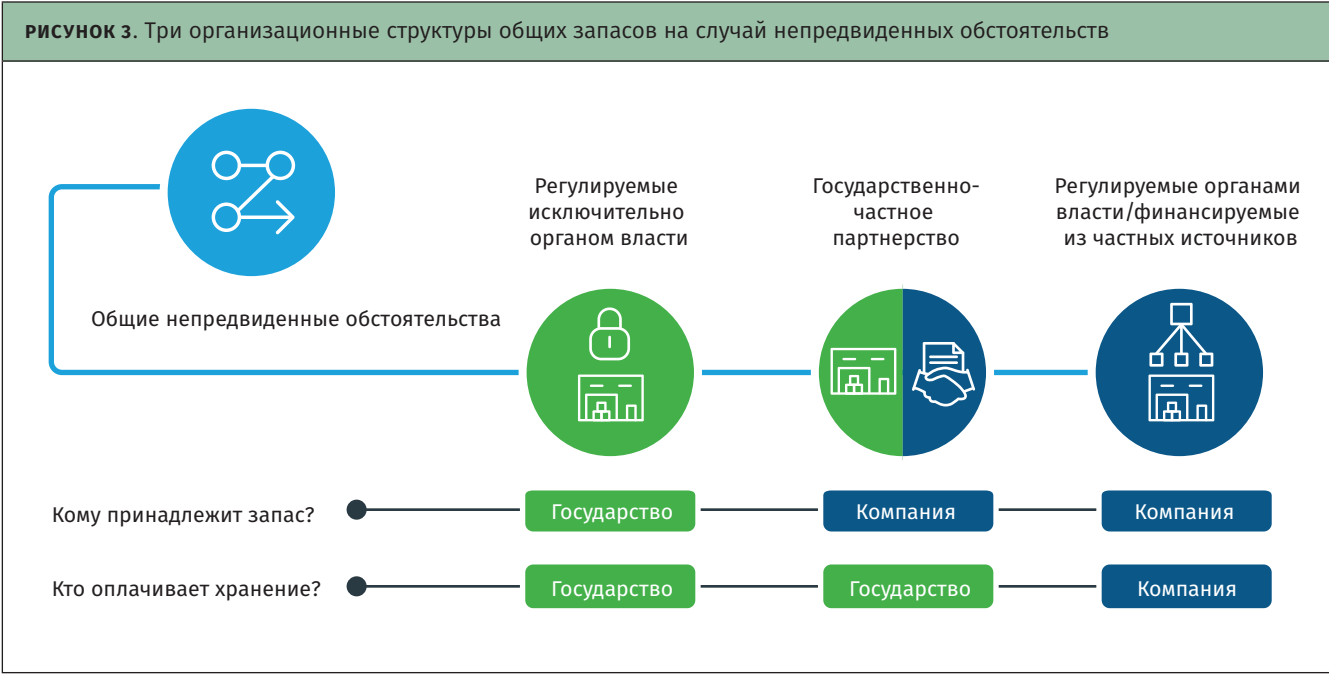 РИСУНОК 3. Три организационные структуры общих запасов на случай непредвиденных обстоятельств
Общие непредвиденные обстоятельства
Регулируемые
исключительно
органом власти
Государственно-
частное
партнерство
Регулируемые органами
власти/финансируемые
из частных источников
Кому принадлежит запас?
Государство
Компания
Компания
Кто оплачивает хранение?
Государство
Государство
Компания